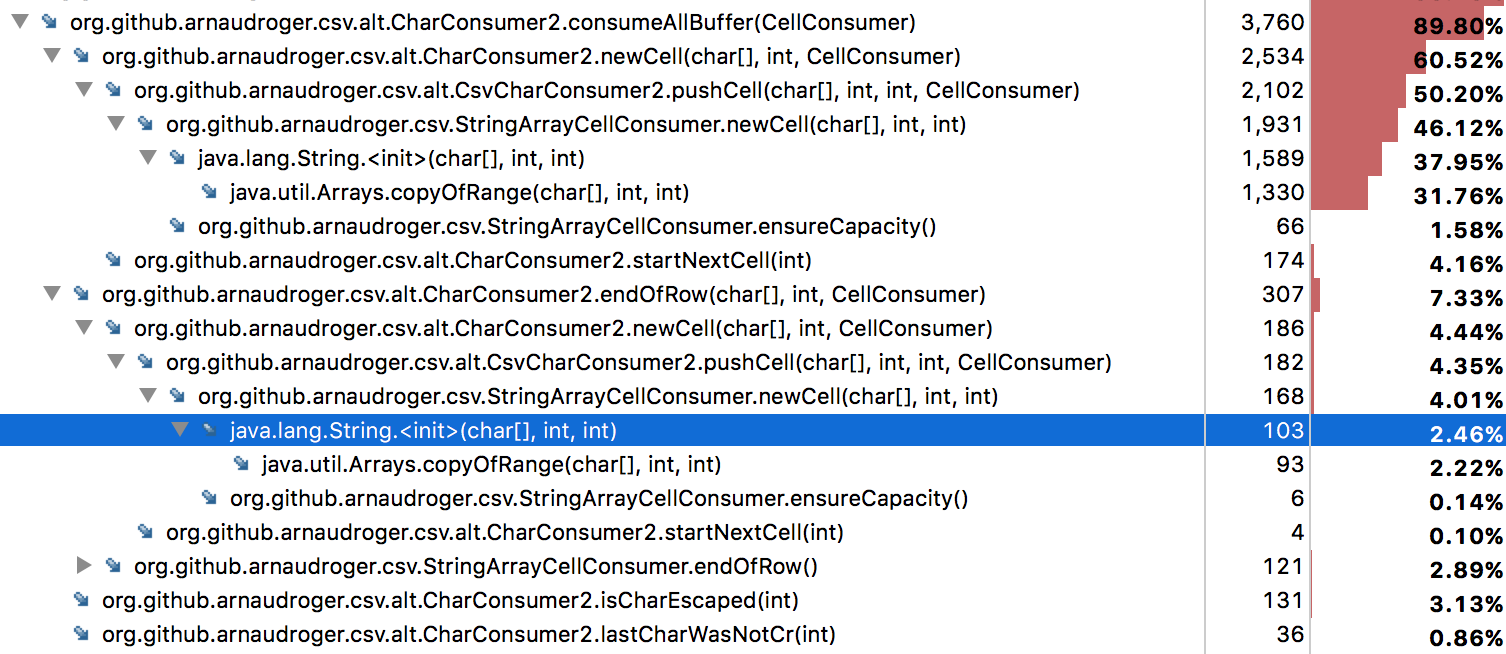 org.github.arnaudroger.csv.alt.CharConsumer2.consumeAllBuffer(CellConsumer) 3,760 89.80%
org.github.arnaudroger.csv.alt.CharConsumer2.newCell(char[], int, CellConsumer) 2,534 60.52%
org.github.arnaudroger.csv.alt.CsvCharConsumer2.pushCell(char[], int, int, CellConsumer) 2,102 50.20%
org.github.arnaudroger.csv.StringArrayCellConsumer.newCell(char[], int, int) 1,931 46.12%
java.lang.String.<init>(char[], int, int) 1,589 37.95%
java.util.Arrays.copyOfRange(char[], int, int) 1,330 31.76%
org.github.arnaudroger.csv.StringArrayCellConsumer.ensureCapacity() 66 1.58%
org.github.arnaudroger.csv.alt.CharConsumer2.startNextCell(int) 174 4.16%
org.github.arnaudroger.csv.alt.CharConsumer2.endOfRow(char[], int, CellConsumer) 307 7.33%
org.github.arnaudroger.csv.alt.CharConsumer2.newCell(char[], int, CellConsumer) 186 4.44%
org.github.arnaudroger.csv.alt.CsvCharConsumer2.pushCell(char[], int, int, CellConsumer) 182 4.35%
org.github.arnaudroger.csv.StringArrayCellConsumer.newCell(char[], int, int) 168 4.01%
java.lang.String.<init>(char[], int, int) 103 2.46%
java.util.Arrays.copyOfRange(char[], int, int) 93 2.22%
org.github.arnaudroger.csv.StringArrayCellConsumer.ensureCapacity() 6 0.14%
org.github.arnaudroger.csv.alt.CharConsumer2.startNextCell(int) 4 0.10%
org.github.arnaudroger.csv.StringArrayCellConsumer.endOfRow() 121 2.89%
org.github.arnaudroger.csv.alt.CharConsumer2.isCharEscaped(int) 131 3.13%
org.github.arnaudroger.csv.alt.CharConsumer2.lastCharWasNotCr(int) 36 0.86%